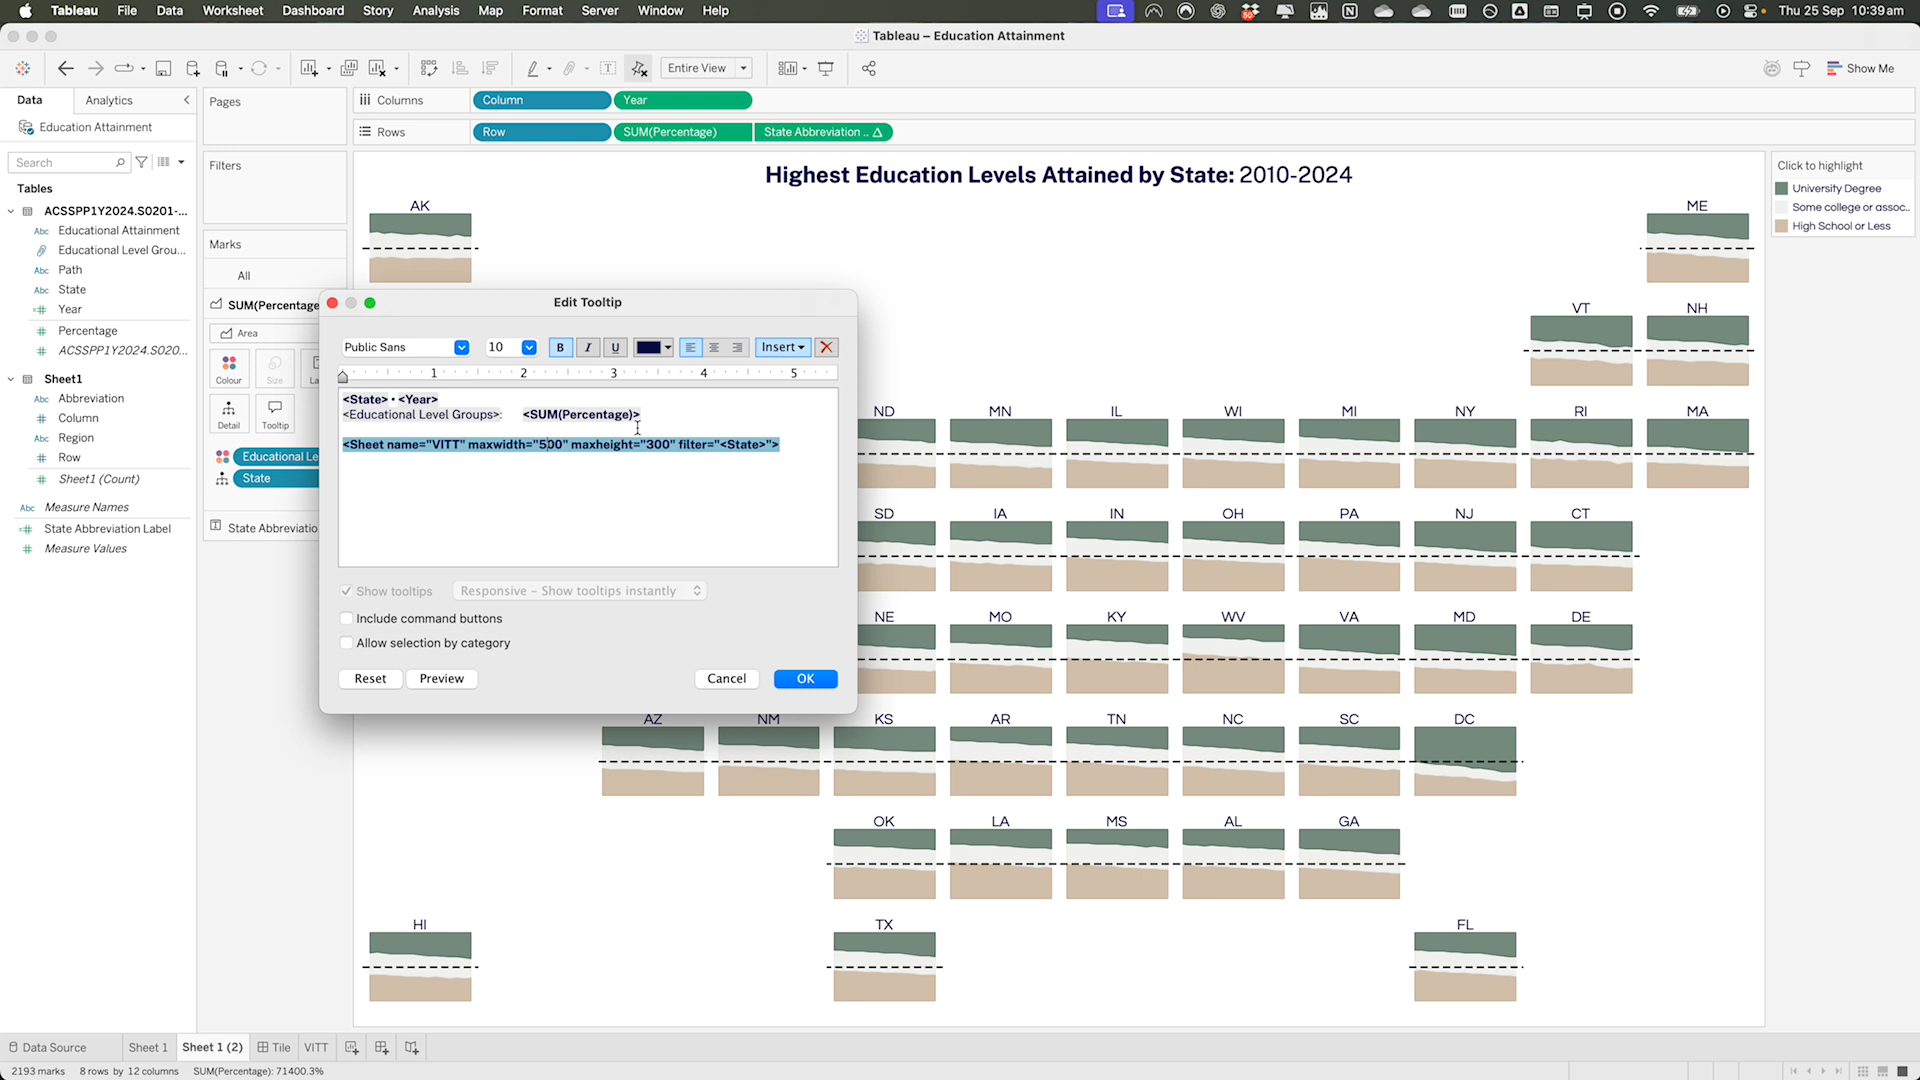 Tableau File Data Worksheet Dashboard Story Analysis Map Format Server Window Help Thu 25 Sep 10:39 am
Tableau – Education Attainment
Entire View Show Me
Data Analytics
Education Attainment
Search
Tables
ACSSPP1Y2024.S0201-...
Abc Educational Attainment
Educational Level Grou...
Abc Path
Abc State
Year
Percentage
ACSSPP1Y2024.S020...
Sheet1
Abc Abbreviation
Column
Abc Region
Row
Sheet1 (Count)
Abc Measure Names
State Abbreviation Label
Measure Values
Pages
Filters
Marks
All
SUM(Percentage
Area
Colour Size La
Detail Tooltip
Educational Le
State
State Abbreviatio
Columns Column Year
Rows Row SUM(Percentage) State Abbreviation .. △
Highest Education Levels Attained by State: 2010-2024
AK ME
VT NH
ND MN IL WI MI NY RI MA
SD IA IN OH PA NJ CT
NE MO KY WV VA MD DE
AZ NM KS AR TN NC SC DC
OK LA MS AL GA
HI TX FL
Click to highlight
University Degree
Some college or assoc..
High School or Less
Edit Tooltip
Public Sans 10 B I U Insert
1 2 3 4 5
<State> • <Year>
<Educational Level Groups>: <SUM(Percentage)>
<Sheet name="VITT" maxwidth="500" maxheight="300" filter="<State>">
Show tooltips Responsive – Show tooltips instantly
Include command buttons
Allow selection by category
Reset Preview Cancel OK
Data Source Sheet 1 Sheet 1 (2) Tile VITT
2193 marks 8 rows by 12 columns SUM(Percentage): 71400.3%